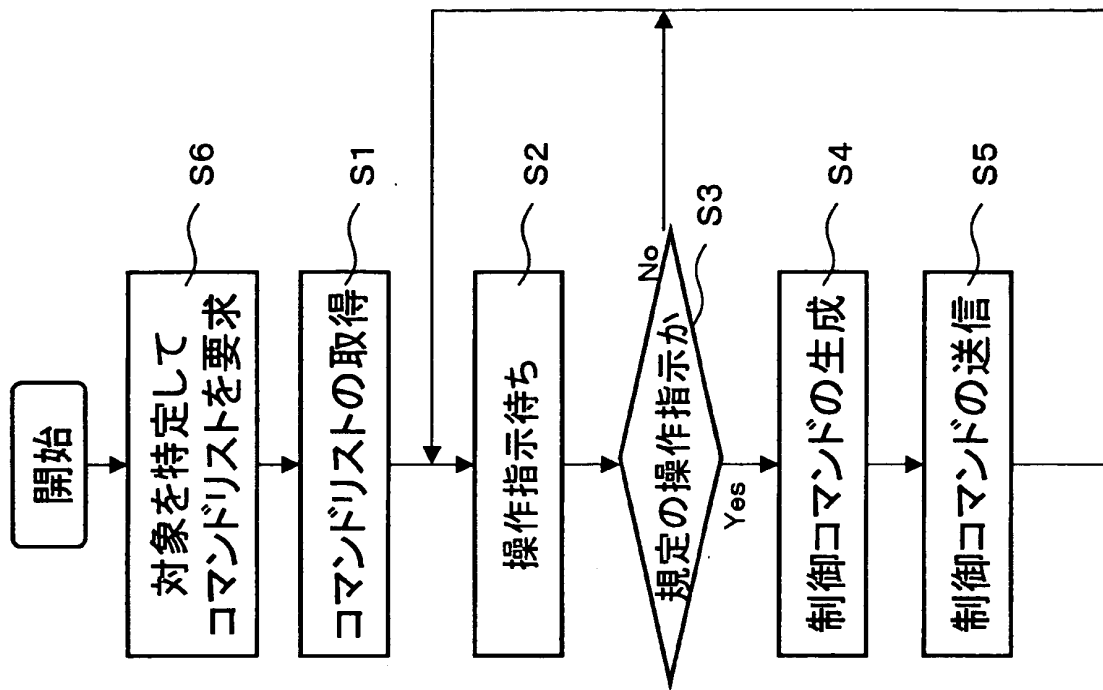 開始
対象を特定して
コマンドリストを要求
S6
コマンドリストの取得
S1
操作指示待ち
S2
規定の操作指示か
S3
No
Yes
制御コマンドの生成
S4
制御コマンドの送信
S5